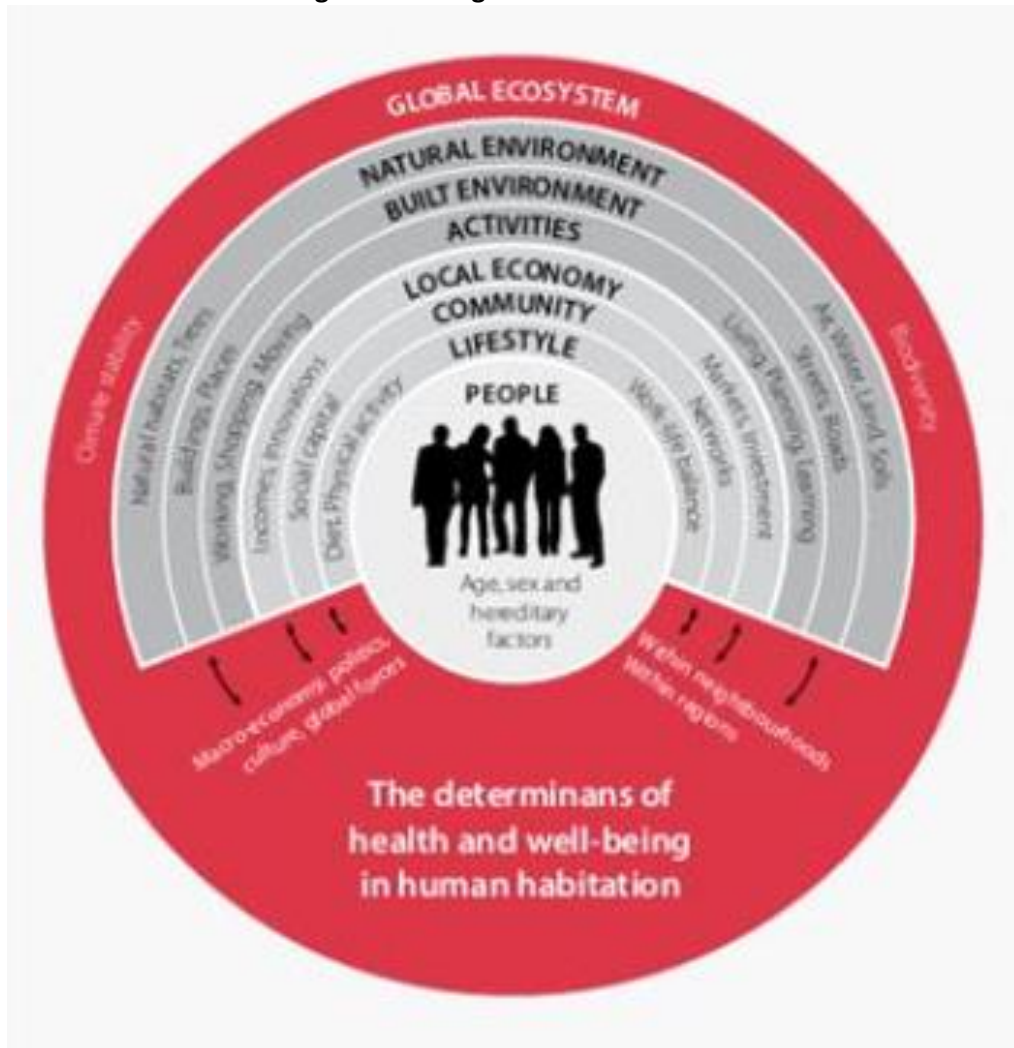 GLOBAL ECOSYSTEM
NATURAL ENVIRONMENT
BUILT ENVIRONMENT
ACTIVITIES
LOCAL ECONOMY
COMMUNITY
LIFESTYLE
PEOPLE
Climate stability
Natural habitats, Trees
Buildings, Places
Working, Shopping, Moving
Incomes, Innovations
Social capital
Diet, Physical activity
Work-life balance
Networks
Markets, Investment
Living, Planning, Learning
Streets, Roads
Air, Water, Land, Soils
Biodiversity
Age, sex and
hereditary
factors
Macro-economy, politics,
culture, global forces
Within neighbourhoods
Within regions
The determinans of
health and well-being
in human habitation